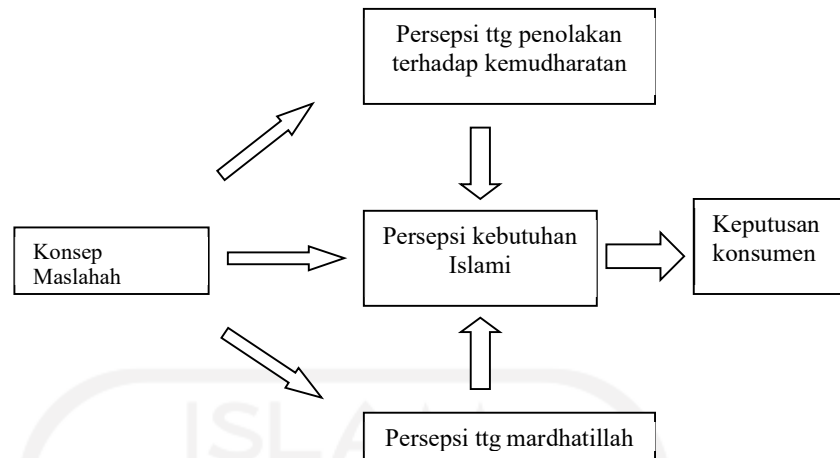 Persepsi ttg penolakan
terhadap kemudharatan
Konsep
Maslahah
Persepsi kebutuhan
Islami
Keputusan
konsumen
Persepsi ttg mardhatillah